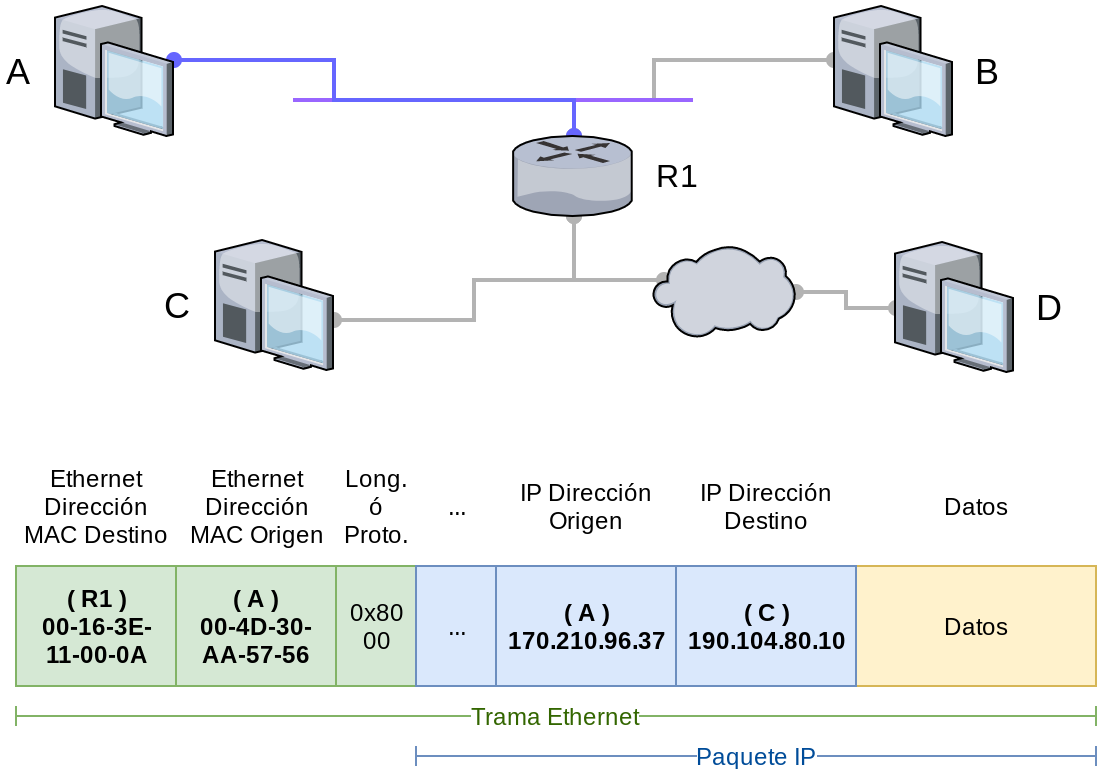 A
B
R1
C
D
Ethernet
Dirección
MAC Destino
Ethernet
Dirección
MAC Origen
Long.
ó
Proto.
...
IP Dirección
Origen
IP Dirección
Destino
Datos
( R1 )
00-16-3E-
11-00-0A
( A )
00-4D-30-
AA-57-56
0x80
00
...
( A )
170.210.96.37
( C )
190.104.80.10
Datos
Trama Ethernet
Paquete IP